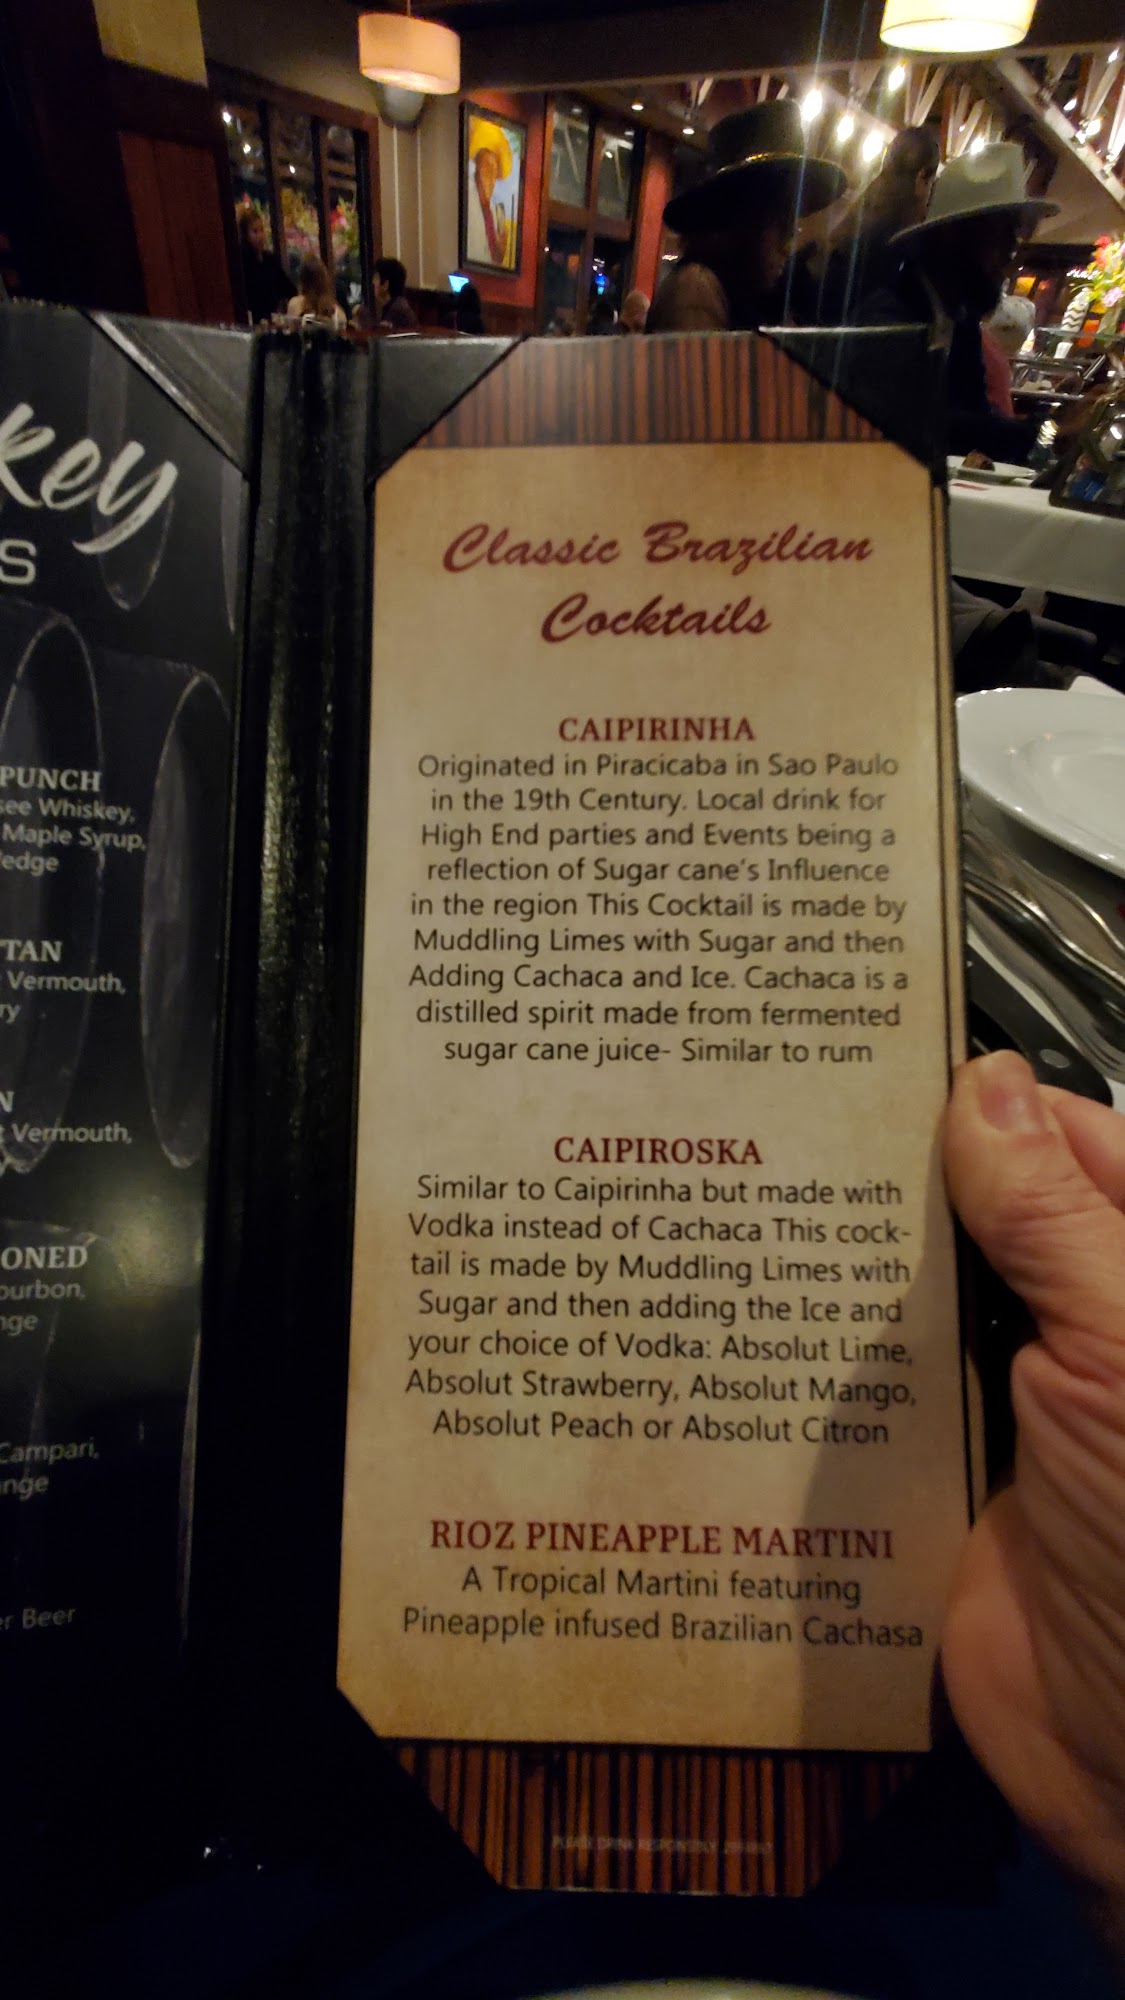 key
S
PUNCH
see Whiskey,
Maple Syrup,
edge
TAN
Vermouth,
ry
N
t Vermouth,
y
ONED
ourbon,
nge
Campari,
ange
er Beer
Classic Brazilian
Cocktails
CAIPIRINHA
Originated in Piracicaba in Sao Paulo
in the 19th Century. Local drink for
High End parties and Events being a
reflection of Sugar cane's Influence
in the region This Cocktail is made by
Muddling Limes with Sugar and then
Adding Cachaca and Ice. Cachaca is a
distilled spirit made from fermented
sugar cane juice- Similar to rum
CAIPIROSKA
Similar to Caipirinha but made with
Vodka instead of Cachaca This cock-
tail is made by Muddling Limes with
Sugar and then adding the Ice and
your choice of Vodka: Absolut Lime,
Absolut Strawberry, Absolut Mango,
Absolut Peach or Absolut Citron
RIOZ PINEAPPLE MARTINI
A Tropical Martini featuring
Pineapple infused Brazilian Cachasa
PLEASE DRINK RESPONSIBLY